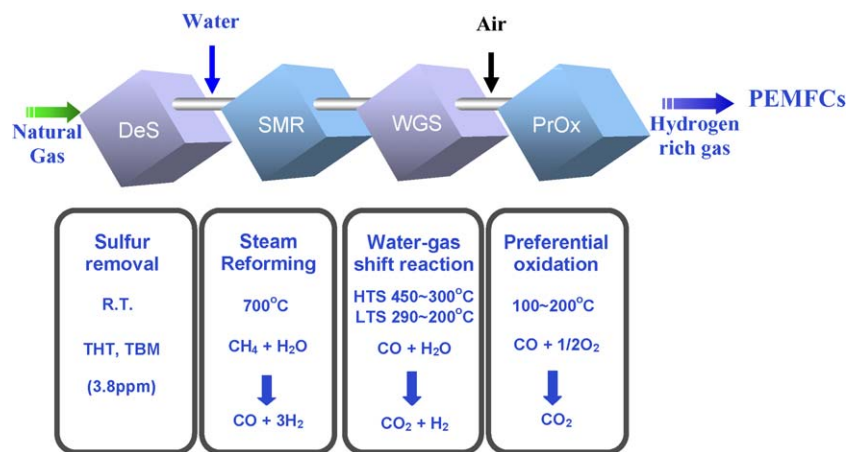 Water
Air
Natural
Gas
DeS
SMR
WGS
PrOx
Hydrogen
rich gas
PEMFCs
Sulfur
removal
R.T.
THT, TBM
(3.8ppm)
Steam
Reforming
700°C
CH₄ + H₂O
CO + 3H₂
Water-gas
shift reaction
HTS 450~300°C
LTS 290~200°C
CO + H₂O
CO₂ + H₂
Preferential
oxidation
100~200°C
CO + 1/2O₂
CO₂